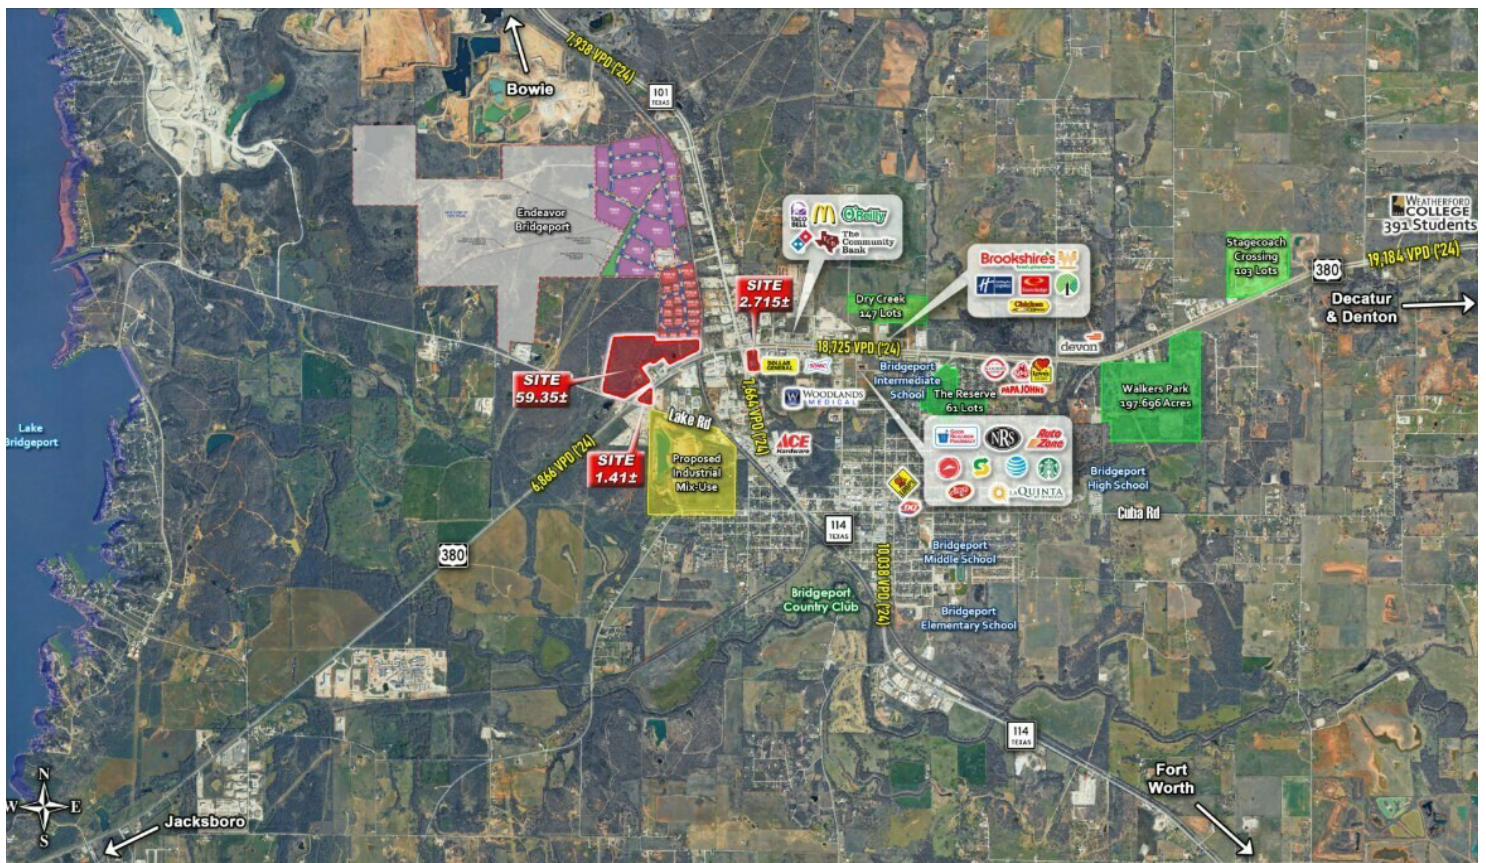 7,938 VPD ('24)
Bowie
101
TEXAS
Endeavor
Bridgeport
TACO
BELL
O'Reilly
The
Community
Bank
WEATHERFORD
COLLEGE
391 Students
Stagecoach
Crossing
103 Lots
19,184 VPD ('24)
380
Decatur
& Denton
Brookshire's
Chicken
Dry Creek
147 Lots
SITE
2.715±
18,725 VPD ('24)
devon
DOLLAR
GENERAL
SONIC
Bridgeport
Intermediate
School
The Reserve
61 Lots
PAPA JOHNS
Love's
Walkers Park
197.696 Acres
SITE
59.35±
WOODLANDS
MEDICAL
7,664 VPD ('24)
Lake Rd
Lake
Bridgeport
6,866 VPD ('24)
SITE
1.41±
Proposed
Industrial
Mix-Use
ACE
Hardware
NRS
Auto
Zone
AT&T
LA QUINTA
Bridgeport
High School
Cuba Rd
DQ
114
TEXAS
380
Bridgeport
Middle School
10,038 VPD ('24)
Bridgeport
Country Club
Bridgeport
Elementary School
114
TEXAS
Fort
Worth
N
W E
S
Jacksboro